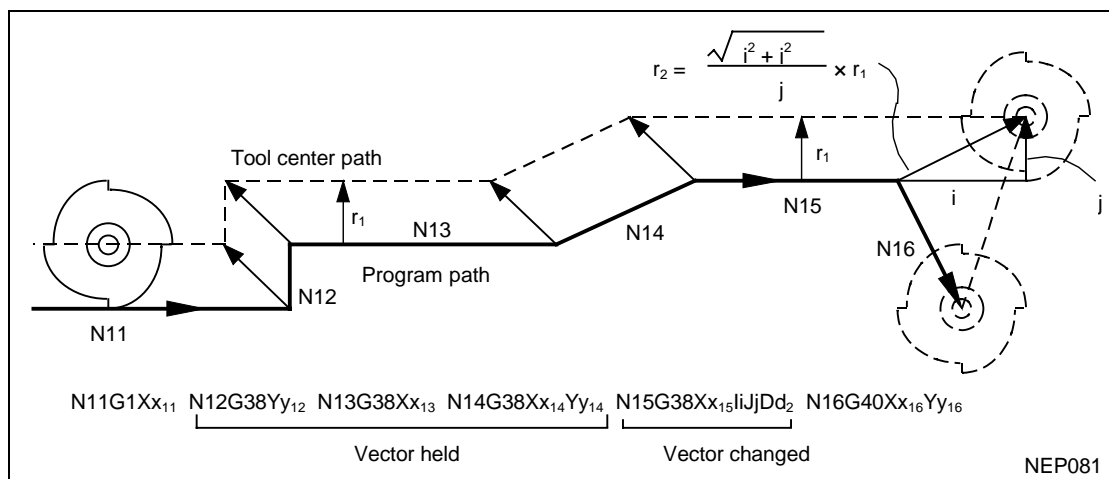 r₂ = √i² + i² / j × r₁
Tool center path
r₁
r₁
N13
N15
i
j
N14
N16
Program path
N12
N11
N11G1Xx₁₁ N12G38Yy₁₂ N13G38Xx₁₃ N14G38Xx₁₄Yy₁₄ N15G38Xx₁₅IiJjDd₂ N16G40Xx₁₆Yy₁₆
Vector held Vector changed
NEP081